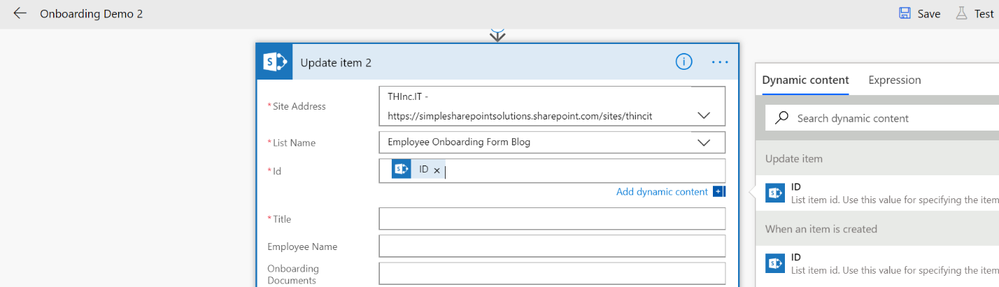 Onboarding Demo 2
Save
Test
Update item 2
* Site Address
THInc.IT -
https://simplesharepointsolutions.sharepoint.com/sites/thincit
* List Name
Employee Onboarding Form Blog
* Id
ID ×
Add dynamic content
* Title
Employee Name
Onboarding
Documents
Dynamic content
Expression
Search dynamic content
Update item
ID
List item id. Use this value for specifying the item
When an item is created
ID
List item id. Use this value for specifying the item